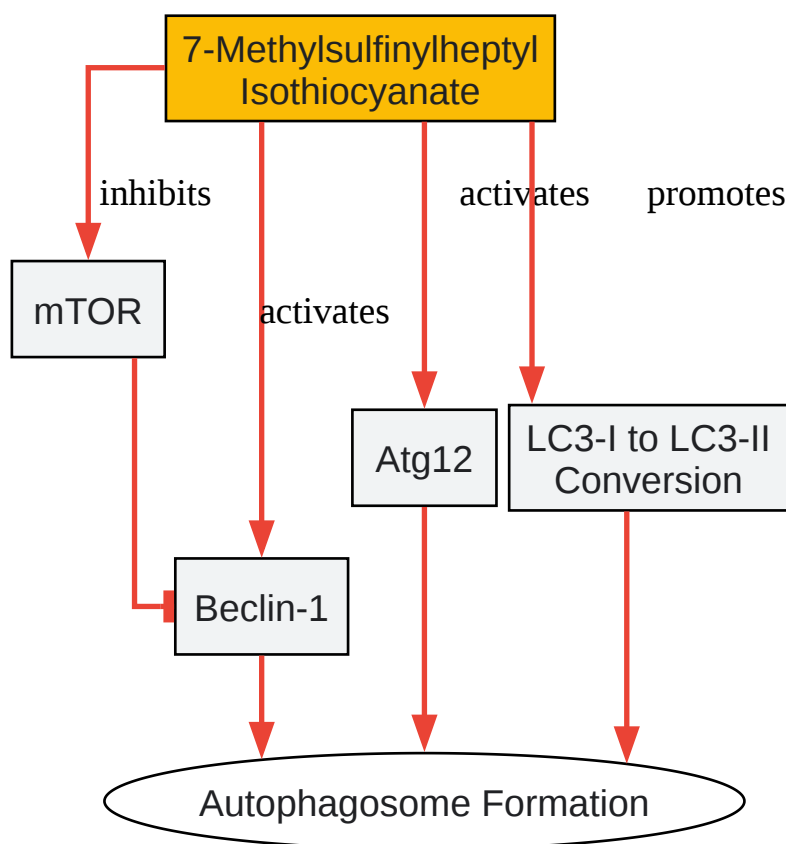 7-Methylsulfinylheptyl
Isothiocyanate
inhibits
activates
promotes
mTOR
activates
Atg12
LC3-I to LC3-II
Conversion
Beclin-1
Autophagosome Formation